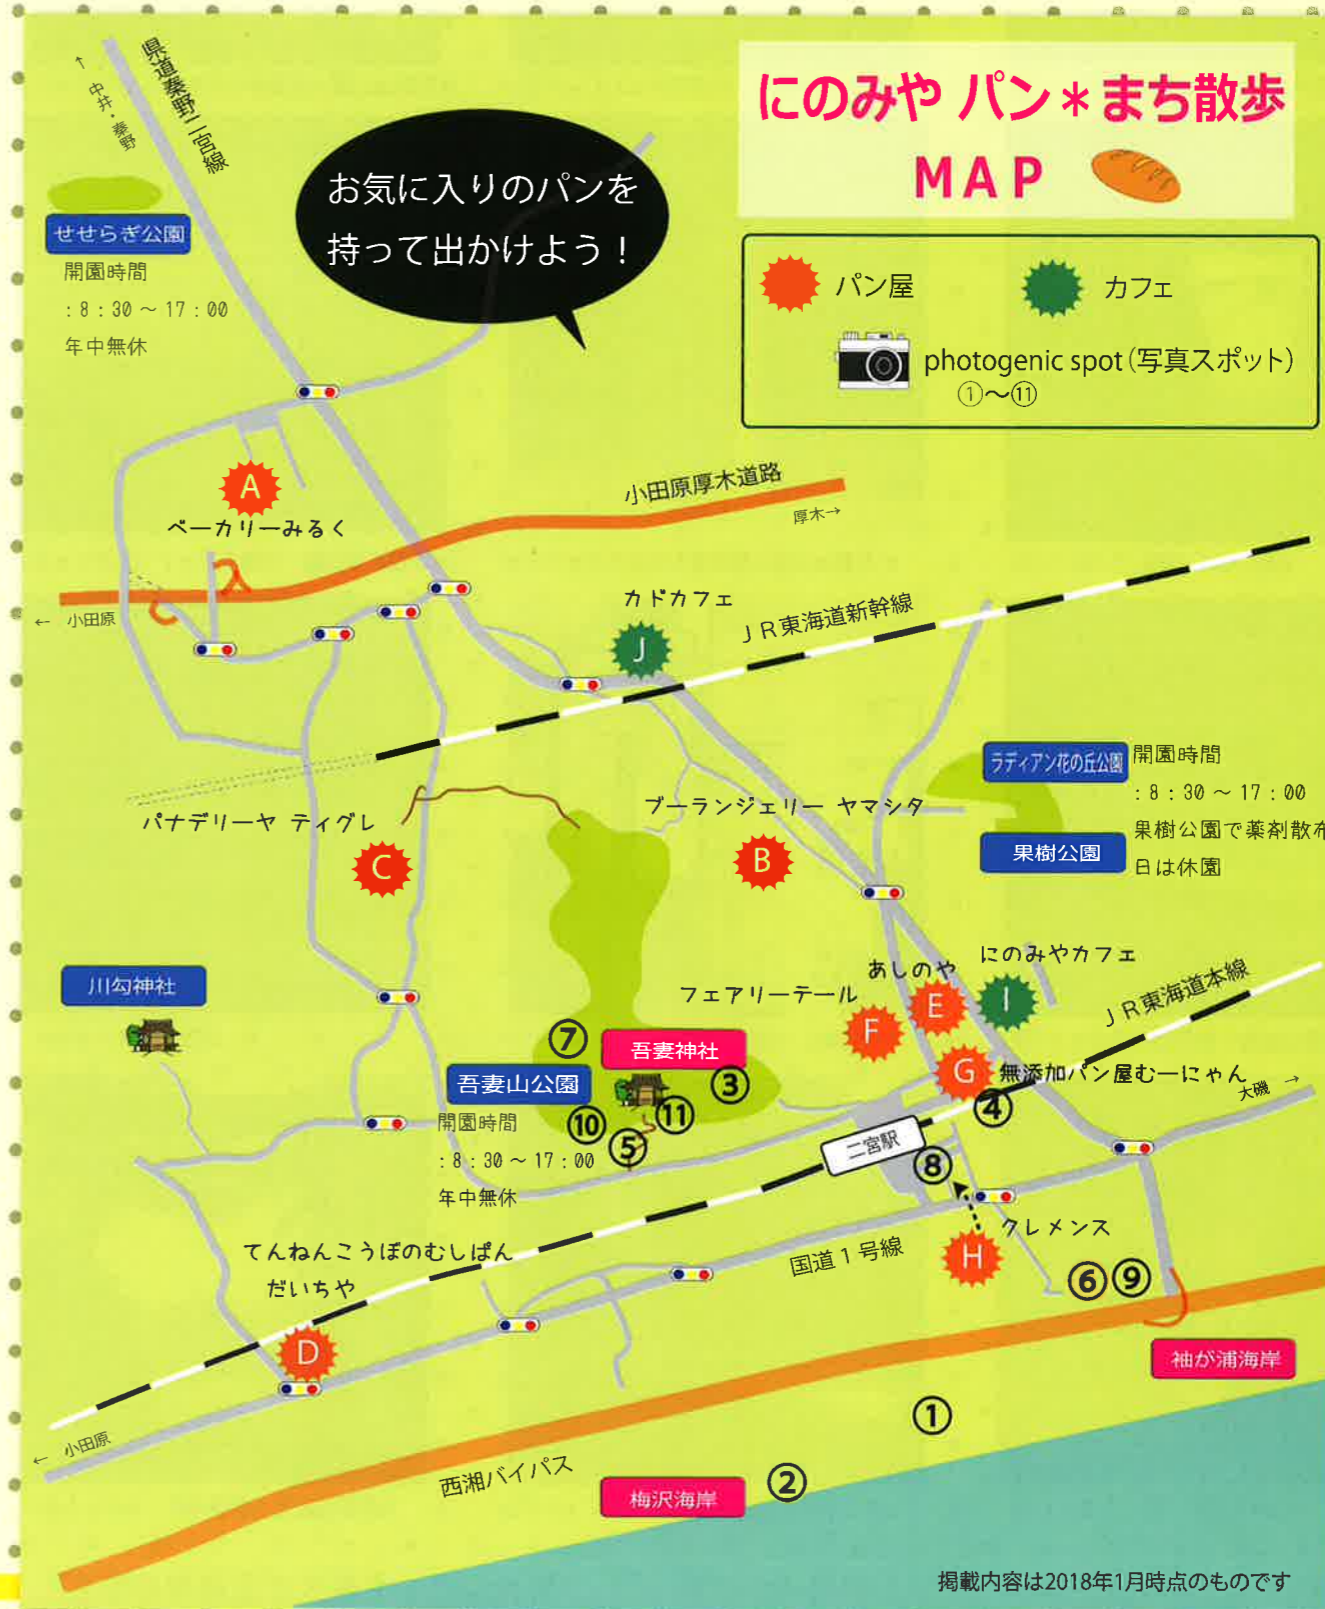 にのみや パン＊まち散歩
MAP
お気に入りのパンを
持って出かけよう！
パン屋
カフェ
photogenic spot（写真スポット）
①〜⑪
県道秦野二宮線
↑
中井・秦野
せせらぎ公園
開園時間
：8：30～17：00
年中無休
A
ベーカリーみるく
小田原厚木道路
厚木→
← 小田原
カドカフェ
J
ＪＲ東海道新幹線
パナデリーヤ ティグレ
C
ブーランジェリー ヤマシタ
B
ラディアン花の丘公園
果樹公園
開園時間
：8：30～17：00
果樹公園で薬剤散布
日は休園
川勾神社
フェアリーテール
F
あしのや
E
にのみやカフェ
I
ＪＲ東海道本線
G
無添加パン屋むーにゃん
④
大磯 →
⑦
吾妻神社
③
吾妻山公園
⑩
⑪
⑤
開園時間
：8：30～17：00
年中無休
二宮駅
⑧
クレメンス
H
国道1号線
⑥
⑨
てんねんこうぼのむしぱん
だいちや
D
← 小田原
西湘バイパス
袖が浦海岸
①
梅沢海岸
②
掲載内容は2018年1月時点のものです